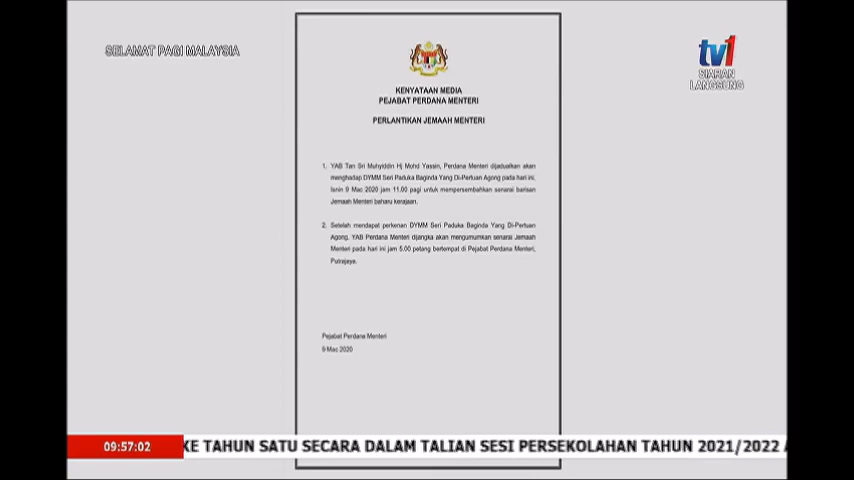 SELAMAT PAGI MALAYSIA
tv1
SIARAN
LANGSUNG
KENYATAAN MEDIA
PEJABAT PERDANA MENTERI
PERLANTIKAN JEMAAH MENTERI
1. YAB Tan Sri Muhyiddin Hj Mohd Yassin, Perdana Menteri dijadualkan akan
menghadap DYMM Seri Paduka Baginda Yang Di-Pertuan Agong pada hari ini,
Isnin 9 Mac 2020 jam 11.00 pagi untuk mempersembahkan senarai barisan
Jemaah Menteri baharu kerajaan.
2. Setelah mendapat perkenan DYMM Seri Paduka Baginda Yang Di-Pertuan
Agong, YAB Perdana Menteri dijangka akan mengumumkan senarai Jemaah
Menteri pada hari ini jam 5.00 petang bertempat di Pejabat Perdana Menteri,
Putrajaya.
Pejabat Perdana Menteri
9 Mac 2020
09:57:02 KE TAHUN SATU SECARA DALAM TALIAN SESI PERSEKOLAHAN TAHUN 2021/2022 A